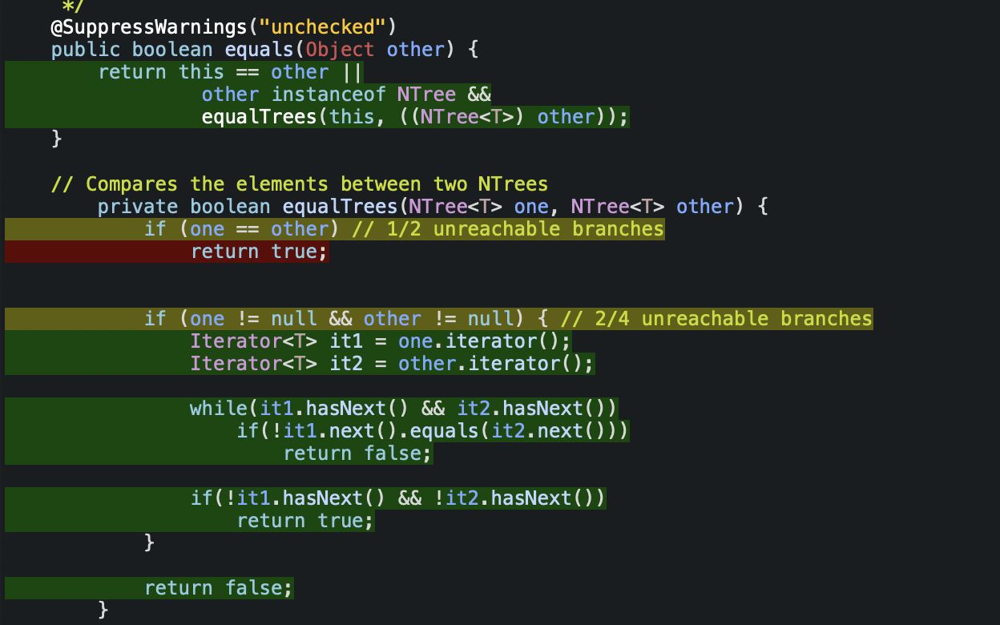 */
@SuppressWarnings("unchecked")
public boolean equals(Object other) {
return this == other ||
other instanceof NTree &&
equalTrees(this, ((NTree<T>) other));
}
// Compares the elements between two NTrees
private boolean equalTrees(NTree<T> one, NTree<T> other) {
if (one == other) // 1/2 unreachable branches
return true;
if (one != null && other != null) { // 2/4 unreachable branches
Iterator<T> it1 = one.iterator();
Iterator<T> it2 = other.iterator();
while(it1.hasNext() && it2.hasNext())
if(!it1.next().equals(it2.next()))
return false;
if(!it1.hasNext() && !it2.hasNext())
return true;
}
return false;
}